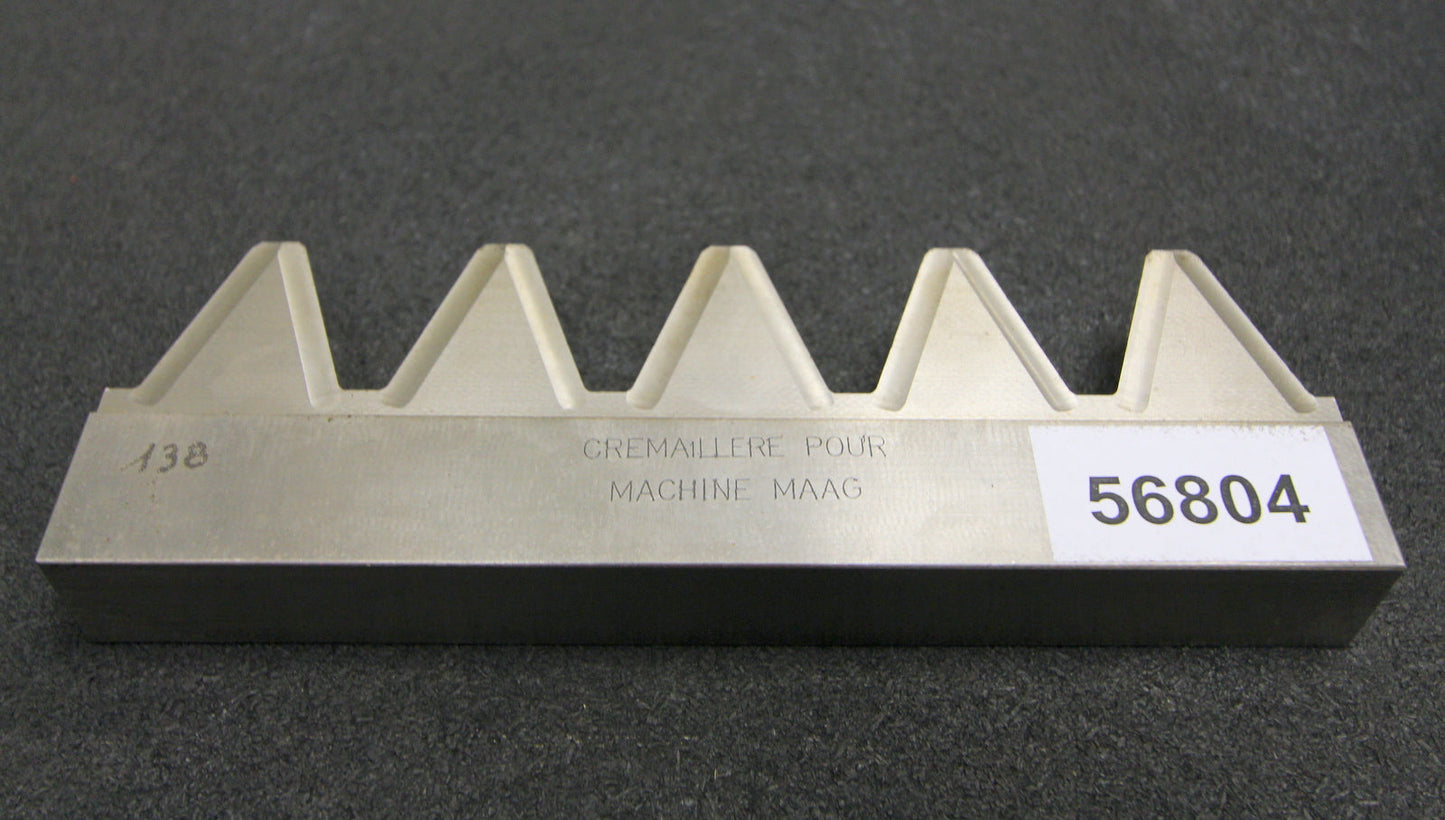 138
CREMAiLLERE POUR
MACHINE MAAG
56804